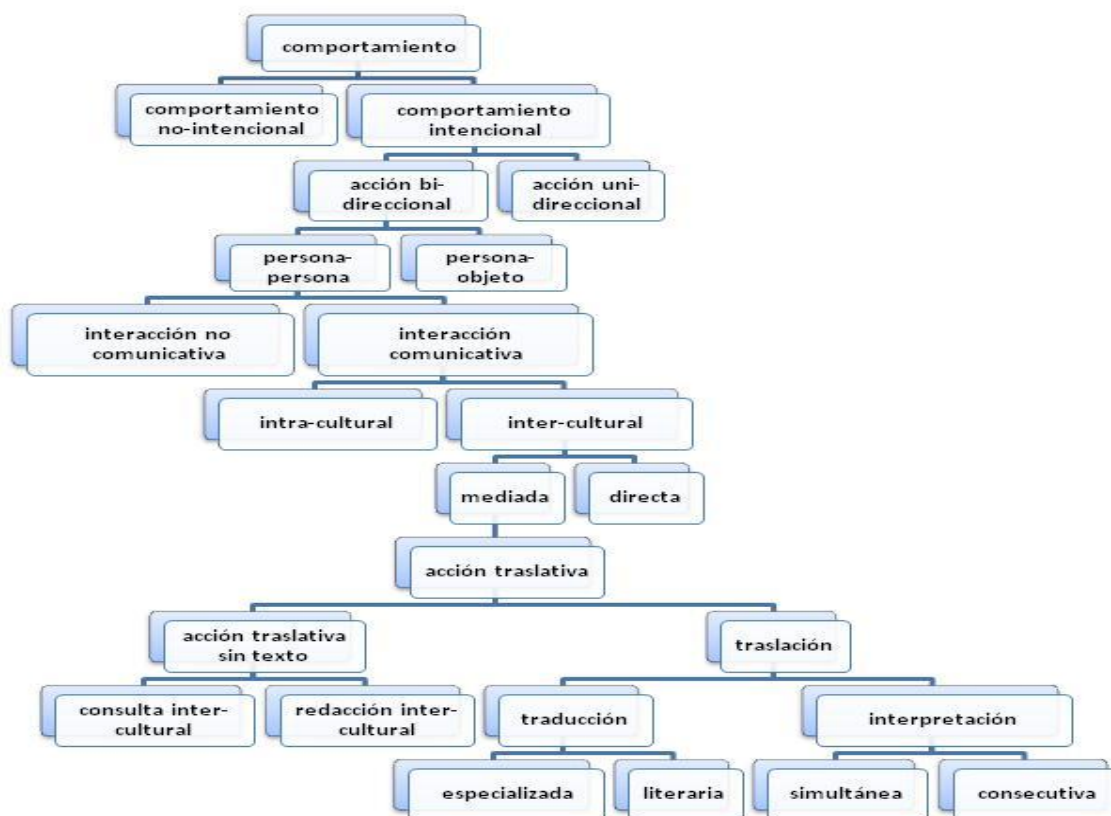 comportamiento
comportamiento
no-intencional
comportamiento
intencional
acción bi-
direccional
acción uni-
direccional
persona-
persona
persona-
objeto
interacción no
comunicativa
interacción
comunicativa
intra-cultural
inter-cultural
mediada
directa
acción traslativa
acción traslativa
sin texto
traslación
consulta inter-
cultural
redacción inter-
cultural
traducción
interpretación
especializada
literaria
simultánea
consecutiva